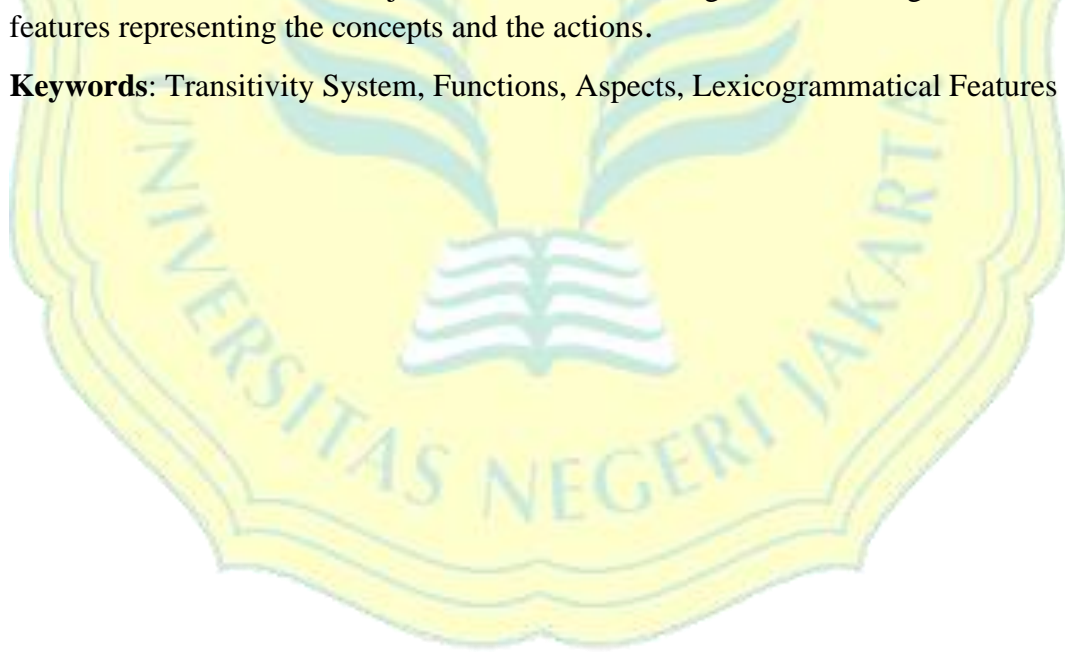 features representing the concepts and the actions.
Keywords: Transitivity System, Functions, Aspects, Lexicogrammatical Features
UNIVERSITAS NEGERI JAKARTA